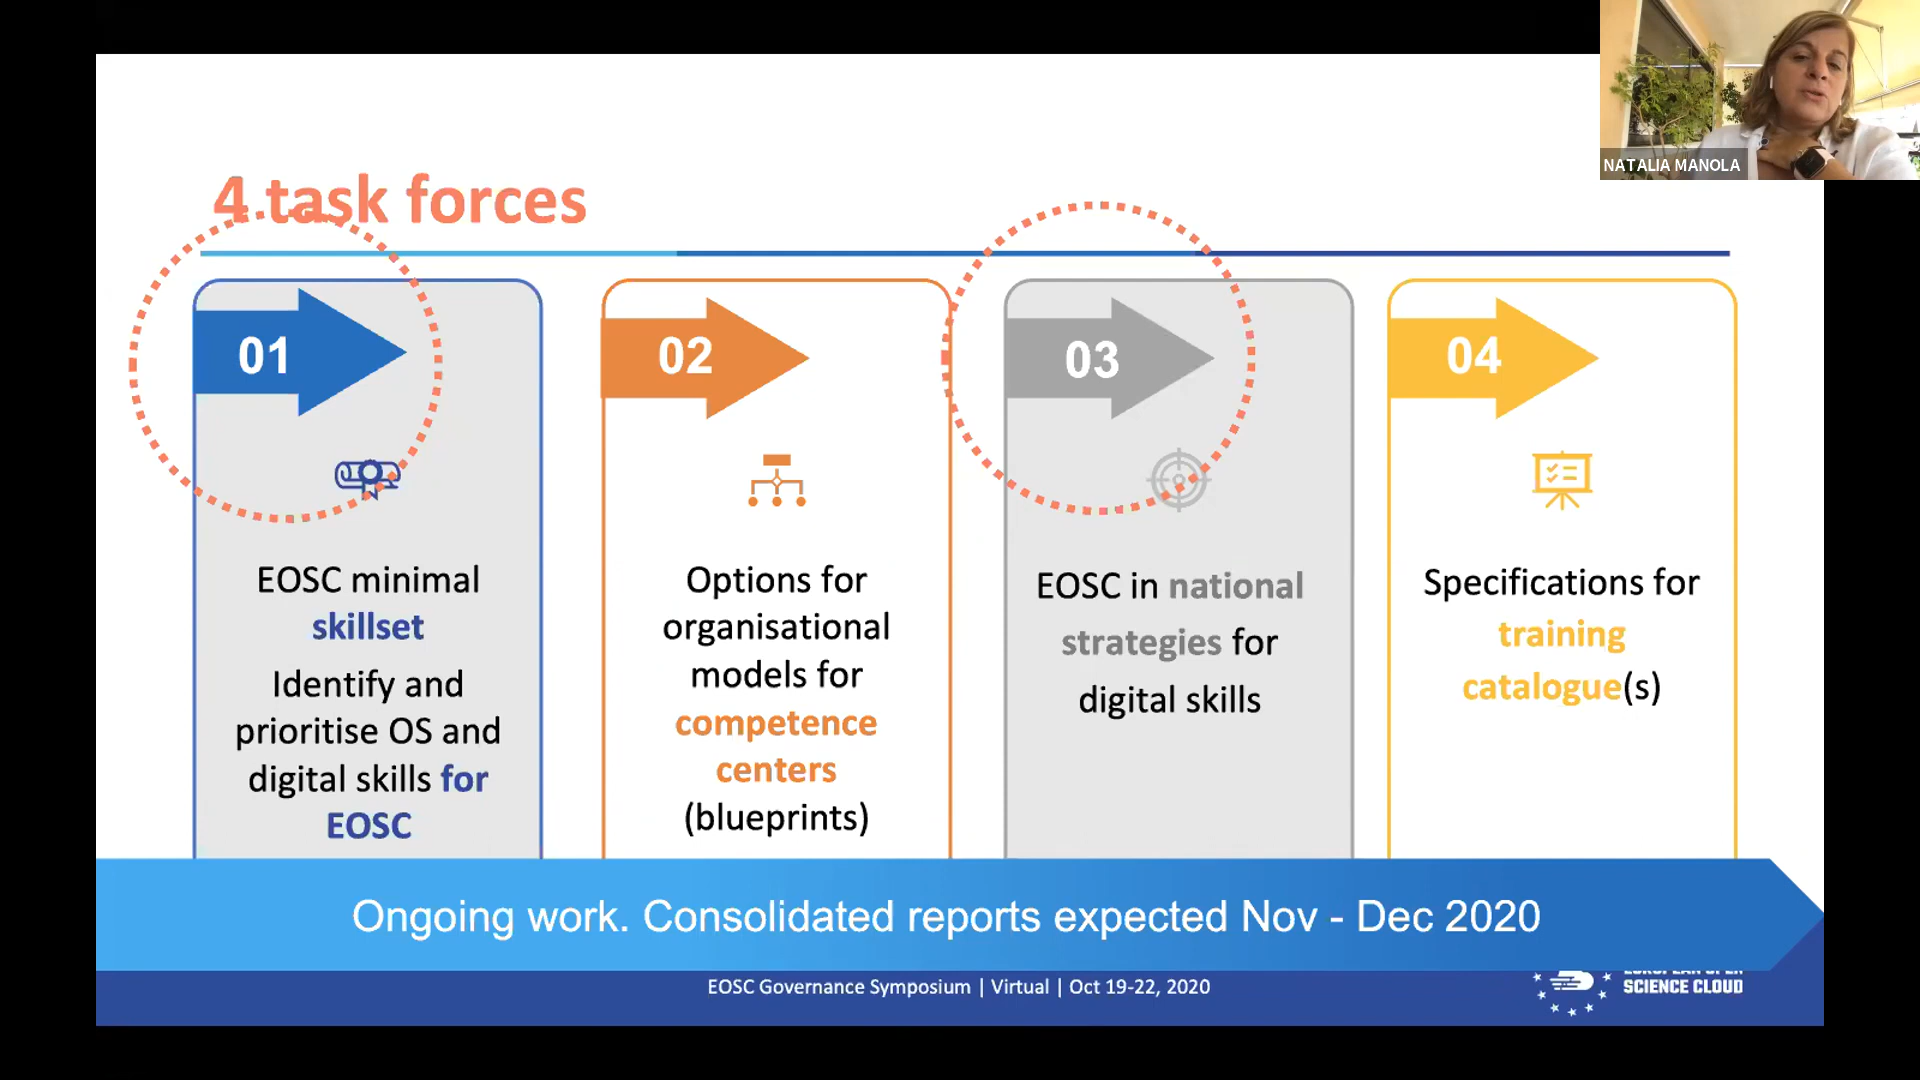 NATALIA MANOLA
4 task forces
01
EOSC minimal
skillset
Identify and
prioritise OS and
digital skills for
EOSC
02
Options for
organisational
models for
competence
centers
(blueprints)
03
EOSC in national
strategies for
digital skills
04
Specifications for
training
catalogue(s)
Ongoing work. Consolidated reports expected Nov - Dec 2020
EOSC Governance Symposium | Virtual | Oct 19-22, 2020
EUROPEAN OPEN
SCIENCE CLOUD